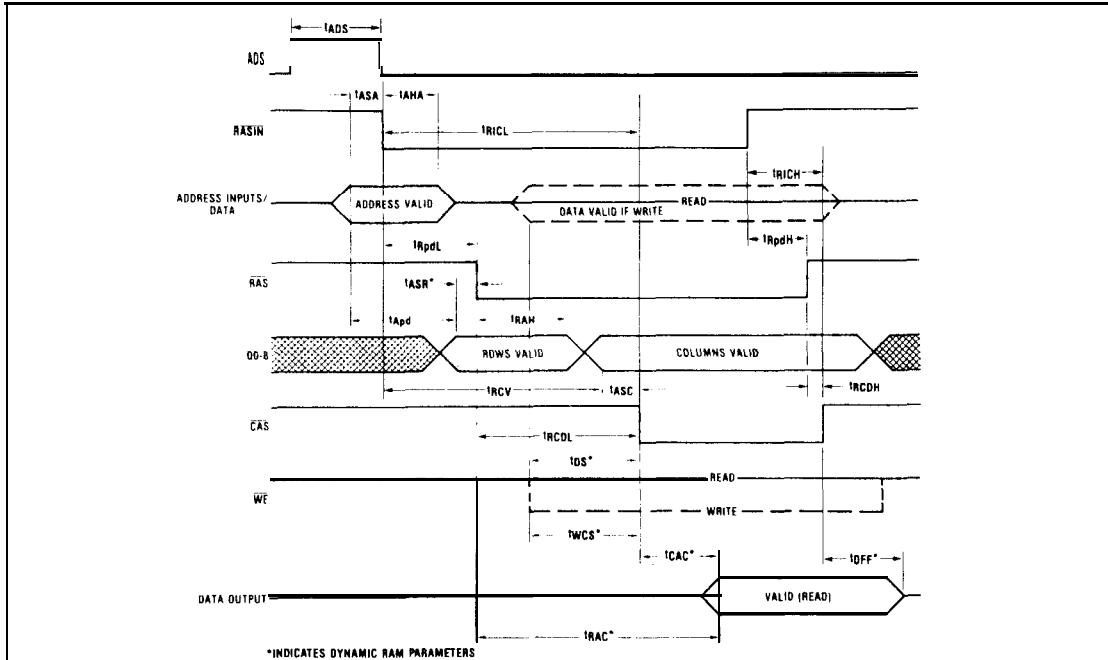 tADS
ADS
tASA tAHA
RASIN
tRICL
tRICH
ADDRESS INPUTS/
DATA
ADDRESS VALID
READ
DATA VALID IF WRITE
tRpdL
tRpdH
RAS
tASR*
tApd
tRAH
Q0-8
ROWS VALID
COLUMNS VALID
tRCV
tASC
tRCDH
CAS
tRCDL
tDS*
READ
WE
WRITE
tWCS*
tCAC*
tOFF*
DATA OUTPUT
VALID (READ)
tRAC*
*INDICATES DYNAMIC RAM PARAMETERS